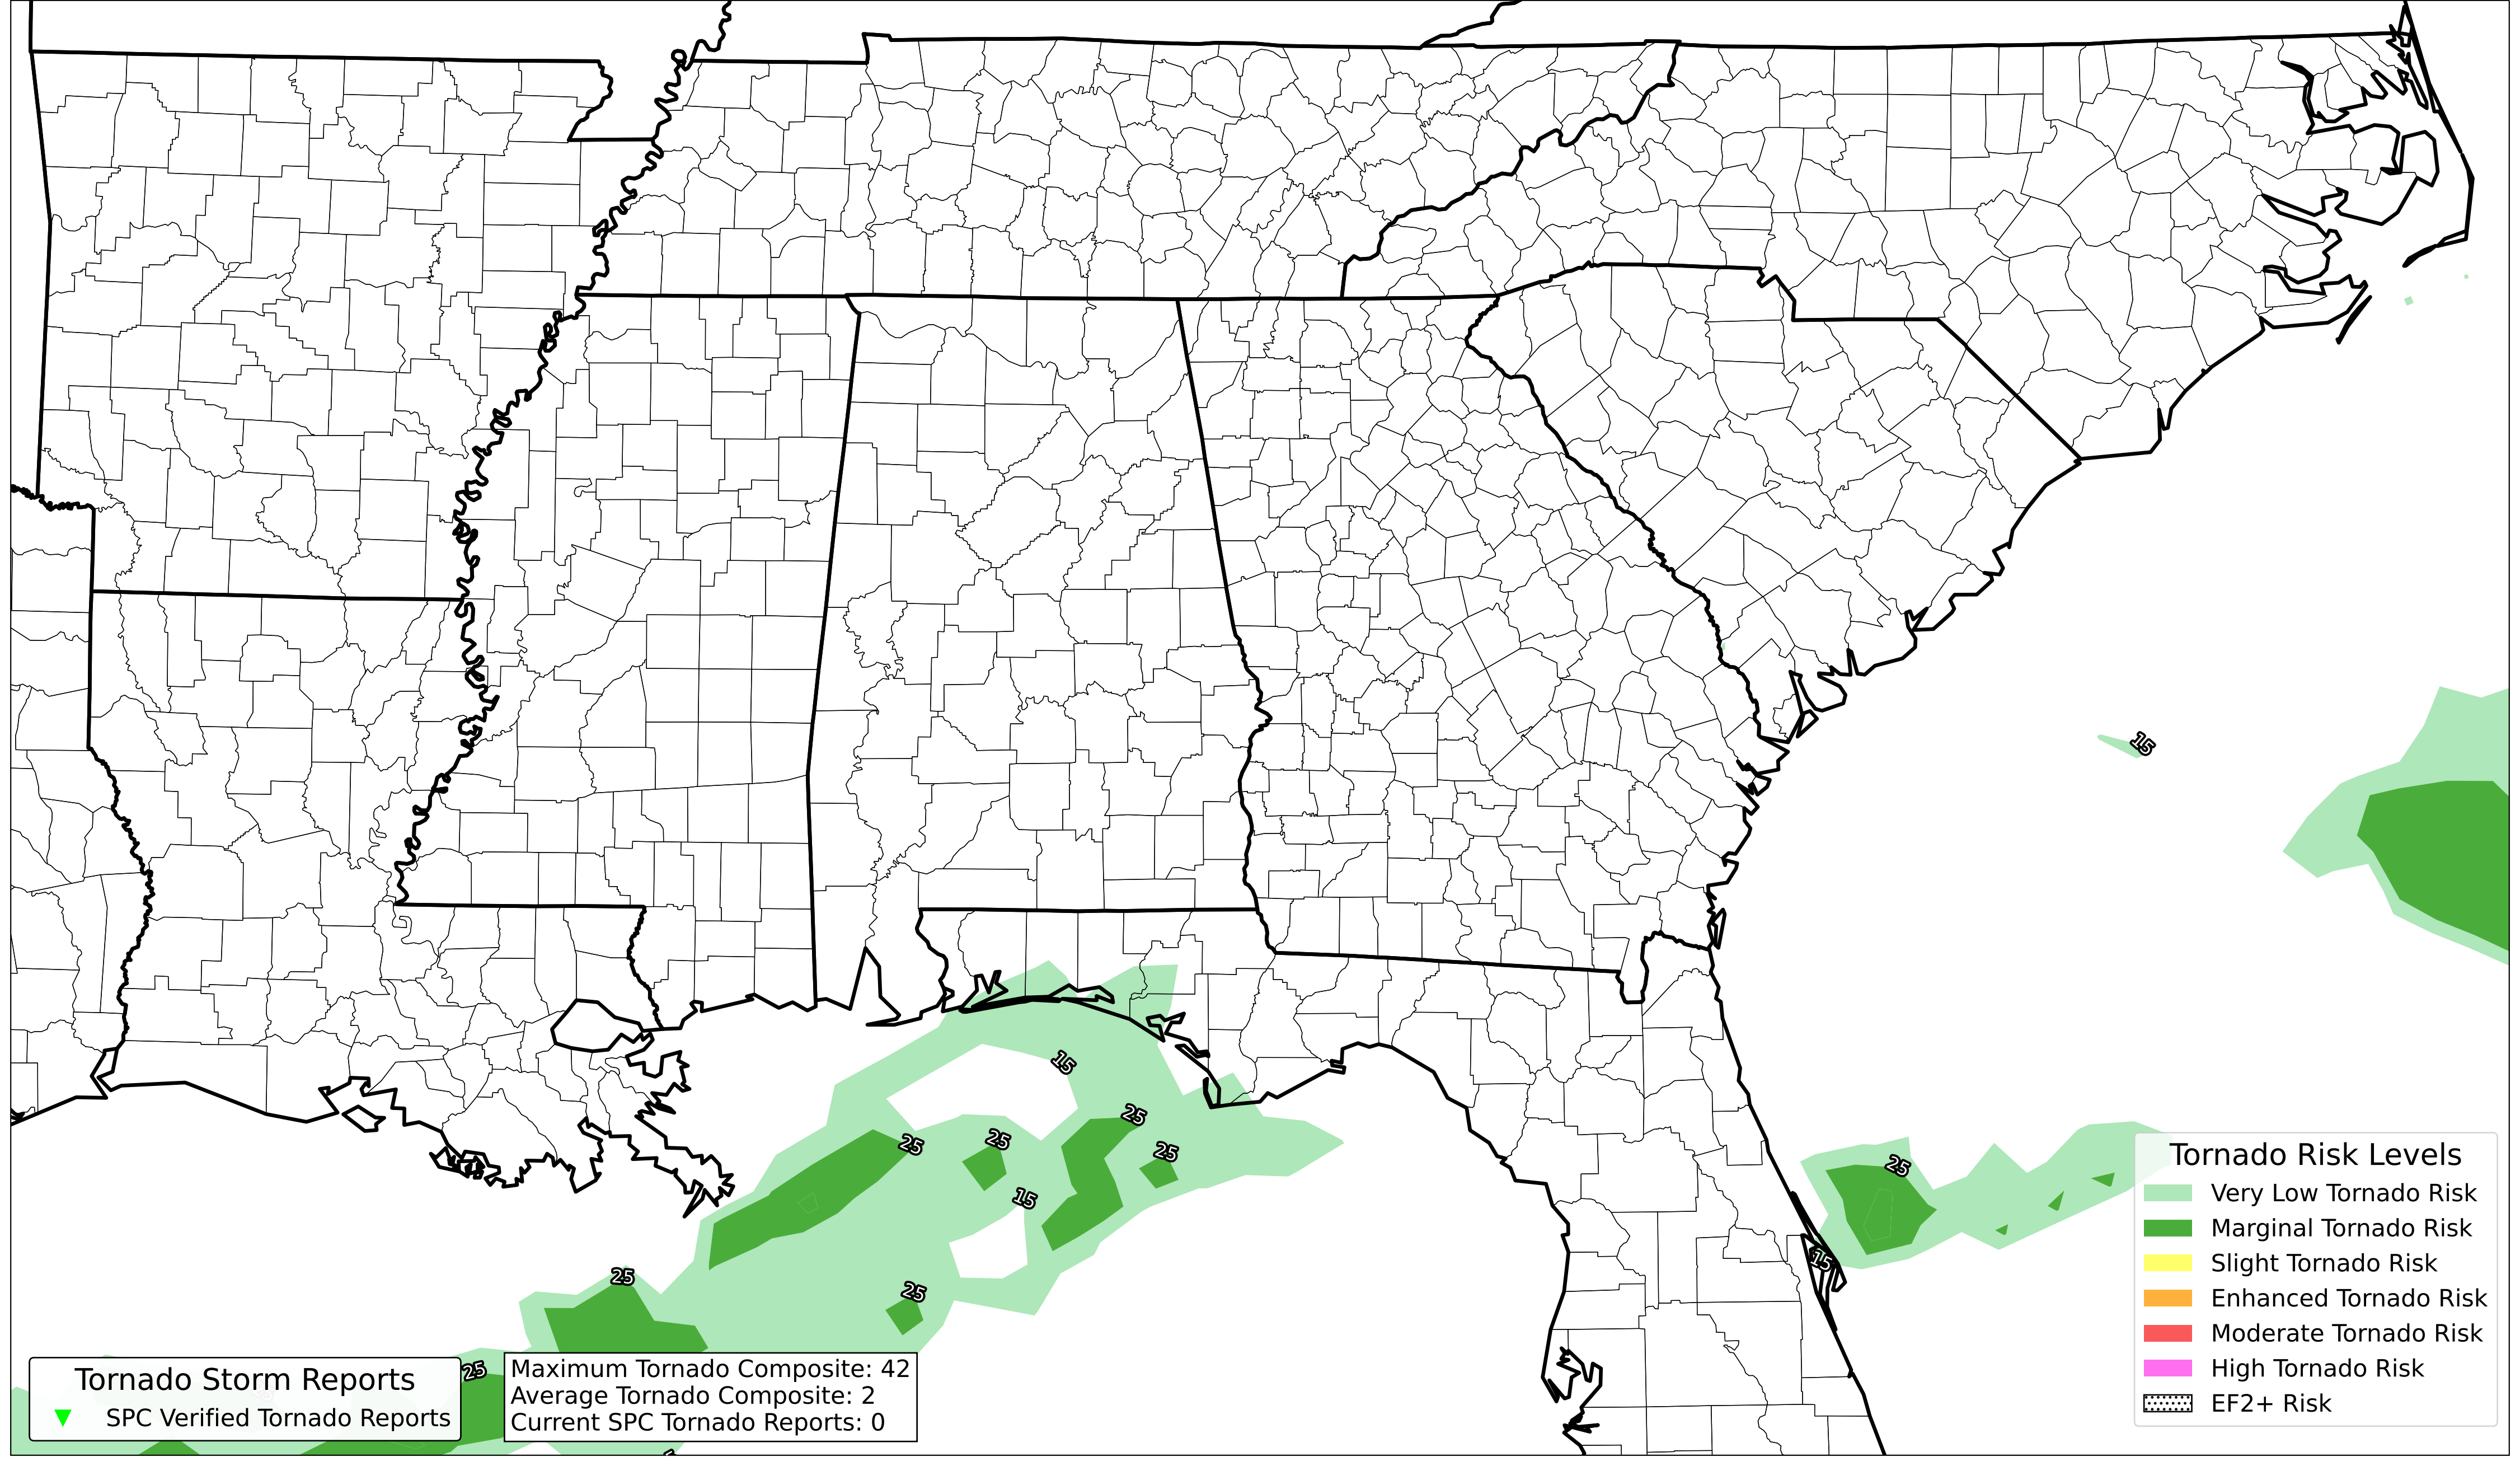 15
15
25
25
25
25
15
25
25
25
15
25
Tornado Risk Levels
Very Low Tornado Risk
Marginal Tornado Risk
Slight Tornado Risk
Enhanced Tornado Risk
Moderate Tornado Risk
High Tornado Risk
EF2+ Risk
Tornado Storm Reports
SPC Verified Tornado Reports
Maximum Tornado Composite: 42
Average Tornado Composite: 2
Current SPC Tornado Reports: 0